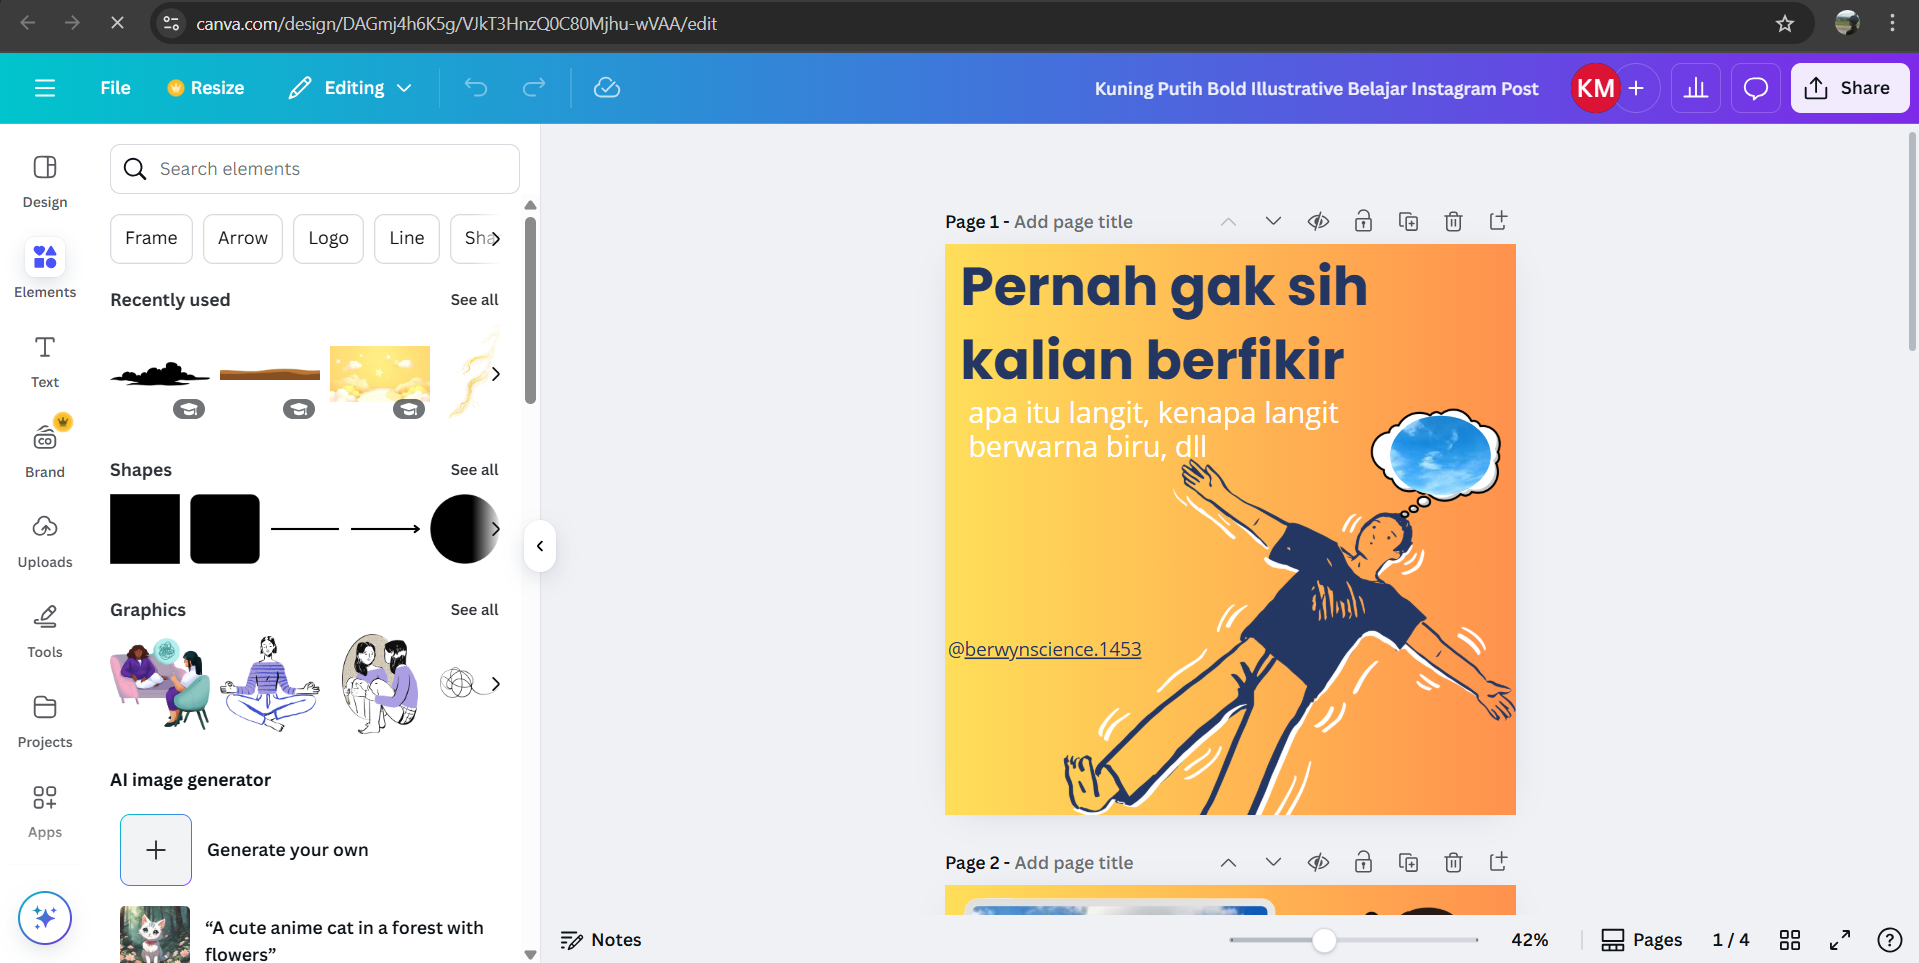 canva.com/design/DAGmj4h6K5g/VJkT3HnzQ0C80Mjhu-wVAA/edit
File
Resize
Editing
Kuning Putih Bold Illustrative Belajar Instagram Post
KM
Share
Design
Elements
Text
Brand
Uploads
Tools
Projects
Apps
Search elements
Frame
Arrow
Logo
Line
Recently used
See all
Shapes
See all
Graphics
See all
AI image generator
Generate your own
“A cute anime cat in a forest with
flowers”
Page 1 - Add page title
Pernah gak sih
kalian berfikir
apa itu langit, kenapa langit
berwarna biru, dll
@berwynscience.1453
Page 2 - Add page title
Notes
42%
Pages
1 / 4